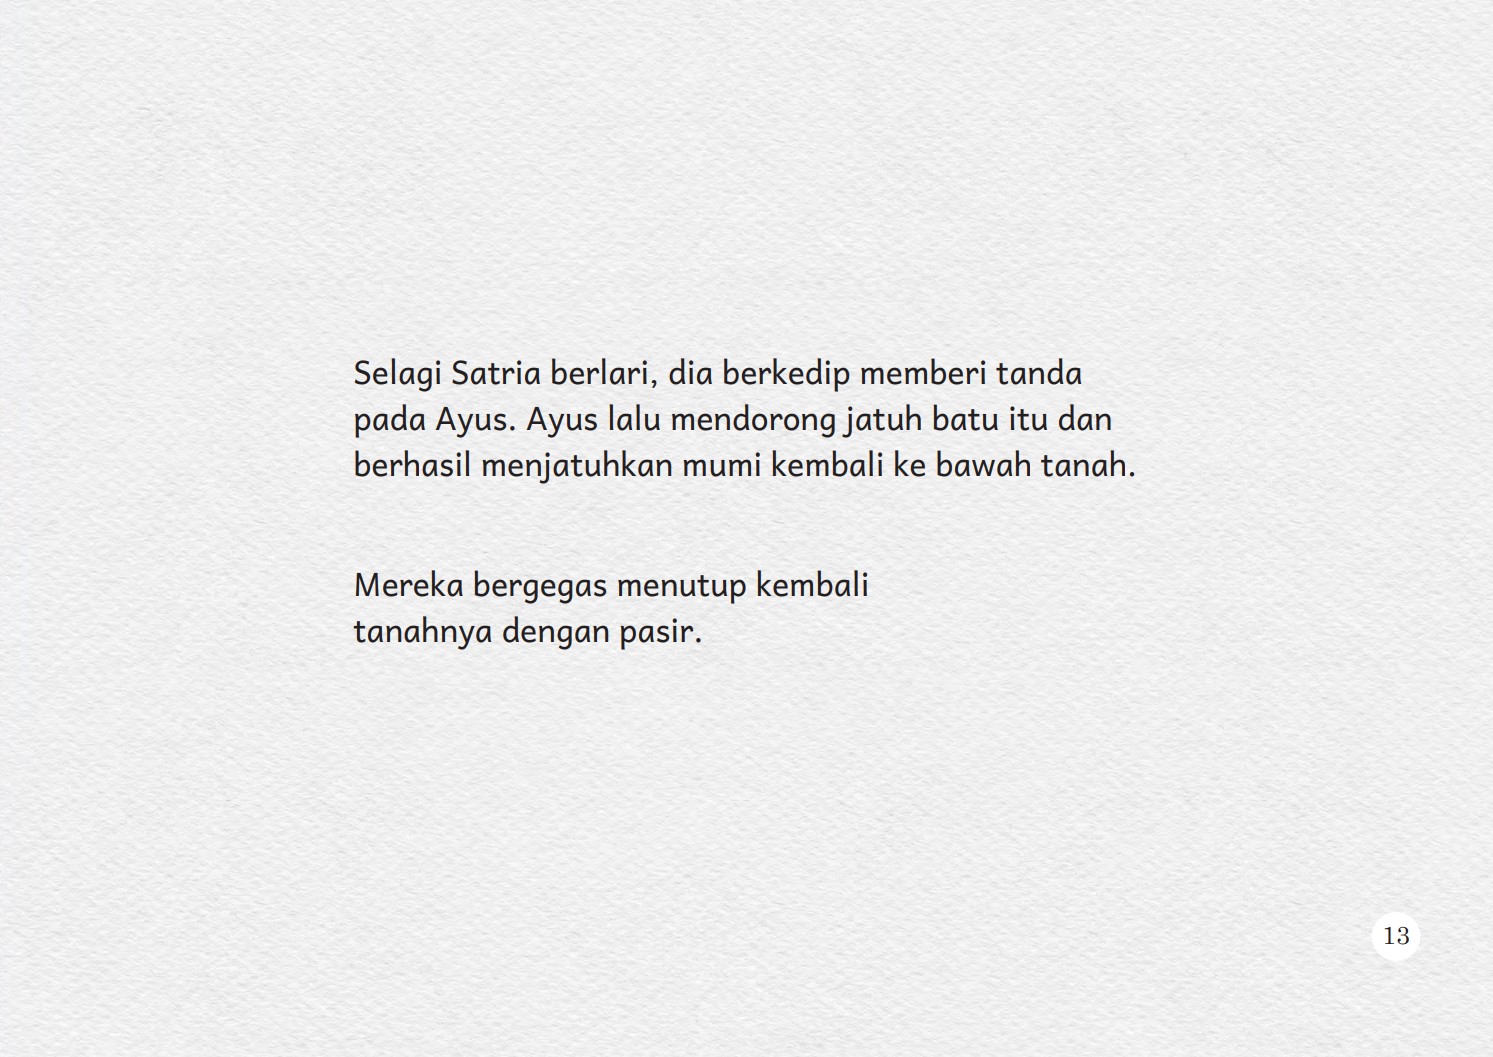 Selagi Satria berlari, dia berkedip memberi tanda
pada Ayus. Ayus lalu mendorong jatuh batu itu dan
berhasil menjatuhkan mumi kembali ke bawah tanah.
Mereka bergegas menutup kembali
tanahnya dengan pasir.
13